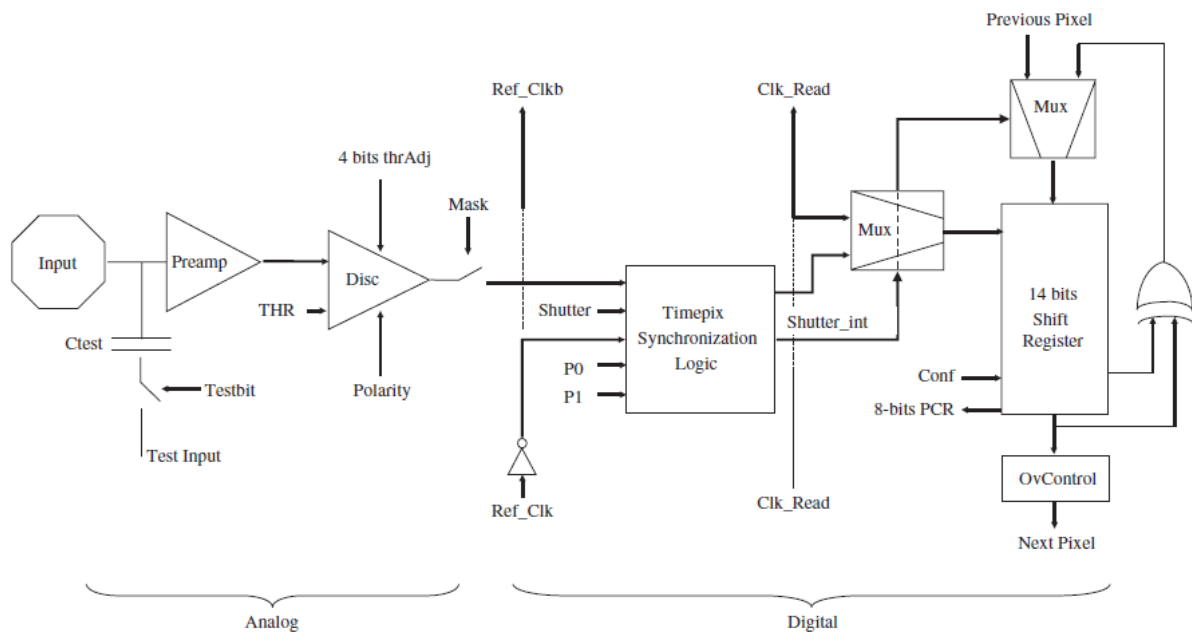 Previous Pixel
Ref_Clkb
Clk_Read
Mux
4 bits thrAdj
Mask
Input
Preamp
Disc
Mux
THR
Shutter
Timepix
Synchronization
Logic
Shutter_int
14 bits
Shift
Register
Ctest
Testbit
Polarity
P0
P1
Conf
8-bits PCR
Test Input
OvControl
Ref_Clk
Clk_Read
Next Pixel
Analog
Digital